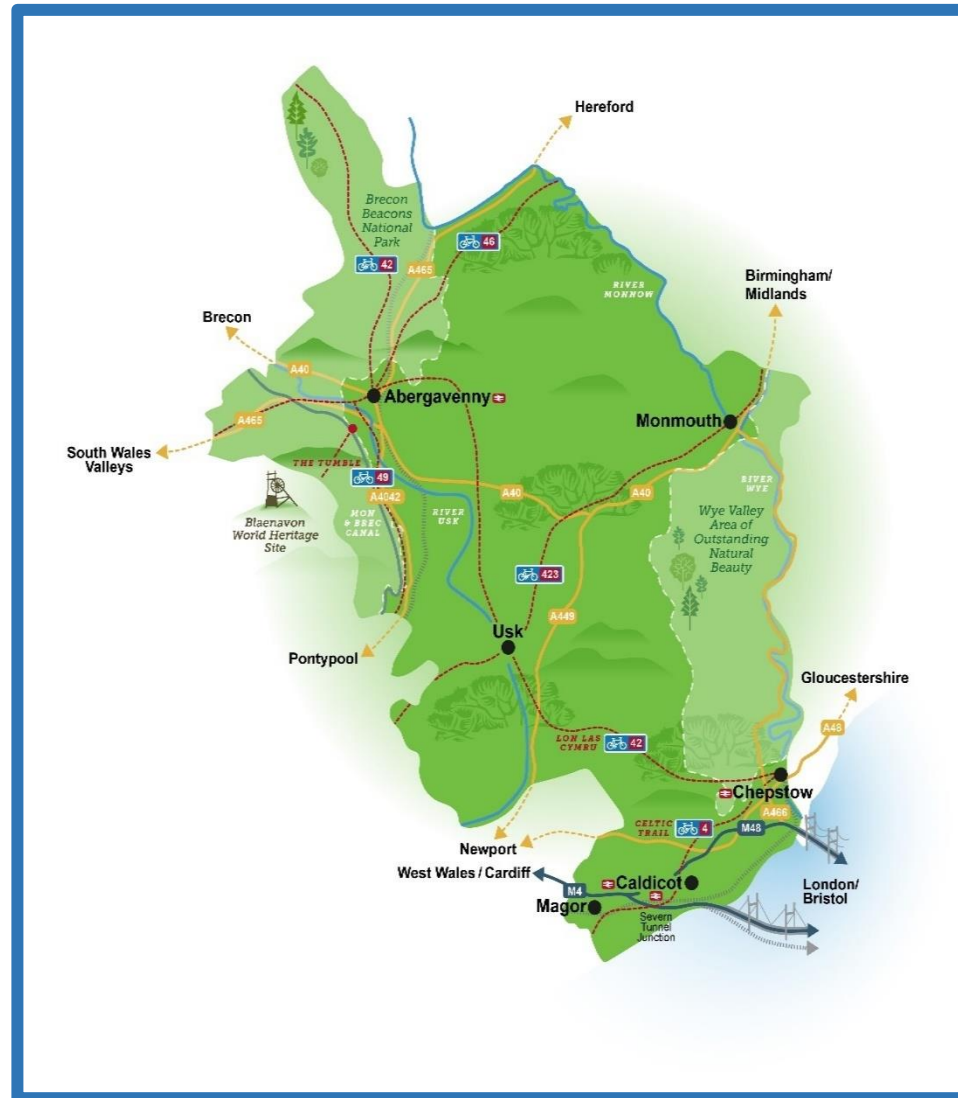 Hereford
Brecon
Beacons
National
Park
46
42
A465
RIVER
MONNOW
Birmingham/
Midlands
Brecon
A40
Abergavenny
Monmouth
A465
South Wales
Valleys
THE TUMBLE
49
A4042
A40
A40
RIVER
WYE
Blaenavon
World Heritage
Site
MON
& BREC
CANAL
RIVER
USK
Wye Valley
Area of
Outstanding
Natural
Beauty
423
A449
Usk
Pontypool
Gloucestershire
A48
LON LAS
CYMRU
42
Chepstow
A466
CELTIC
TRAIL
4
M48
Newport
West Wales / Cardiff
M4
Caldicot
Magor
Severn
Tunnel
Junction
London/
Bristol